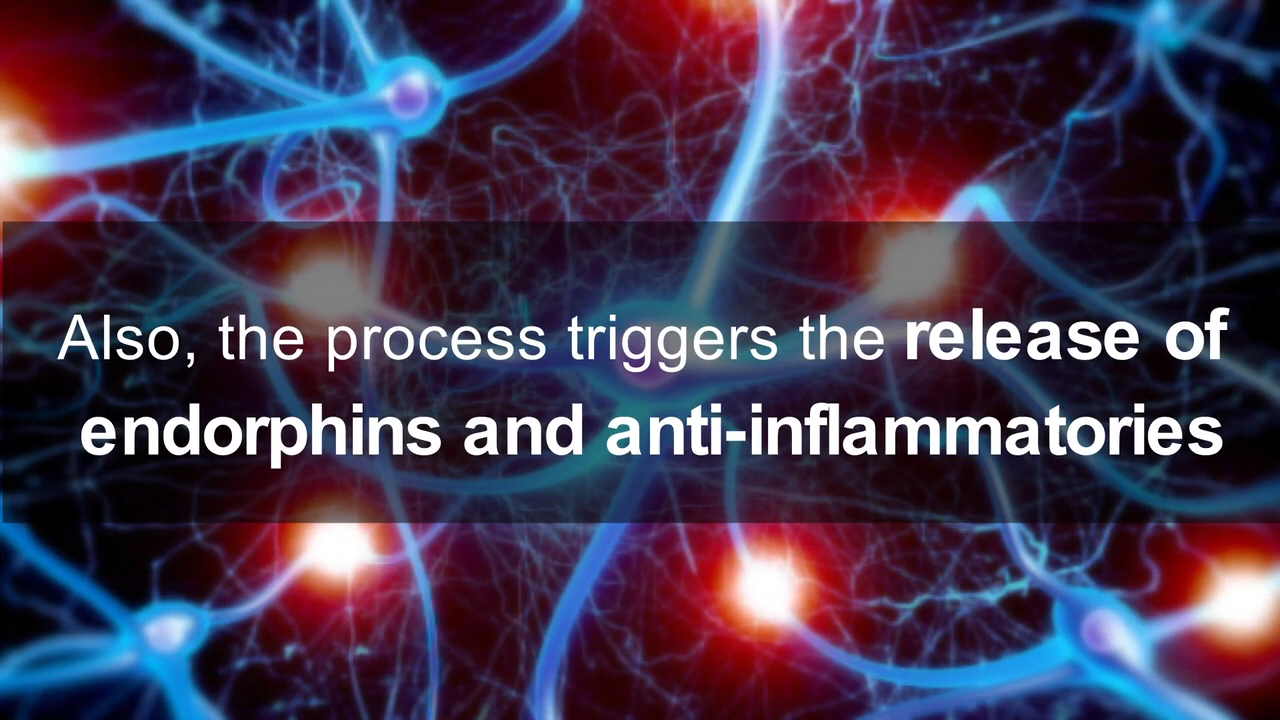 Also, the process triggers the release of
endorphins and anti-inflammatories